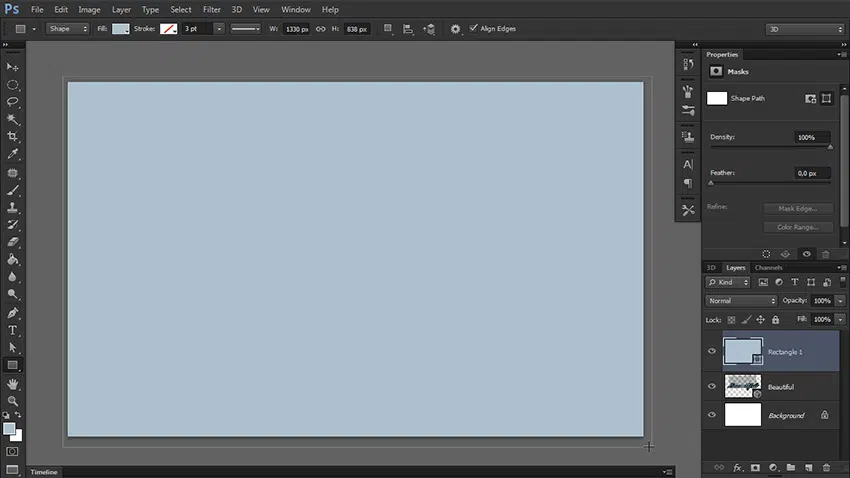 Ps File Edit Image Layer Type Select Filter 3D View Window Help
Shape Fill: Stroke: 3 pt W: 1330 px H: 838 px Align Edges 3D
Properties
Masks
Shape Path
Density: 100%
Feather: 0,0 px
Refine: Mask Edge...
Color Range...
3D Layers Channels
Kind T
Normal Opacity: 100%
Lock: Fill: 100%
Rectangle 1
Beautiful
Background
fx
Timeline